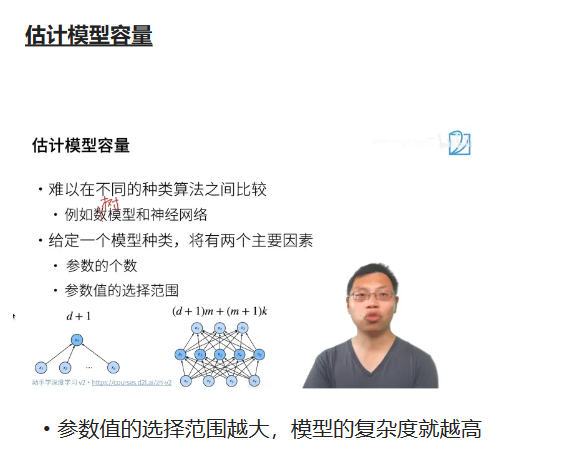 估计模型容量
估计模型容量
• 难以在不同的种类算法之间比较
树
• 例如数模型和神经网络
• 给定一个模型种类，将有两个主要因素
• 参数的个数
• 参数值的选择范围
d + 1
(d + 1)m + (m + 1)k
动手学深度学习 v2 • https://courses.d2l.ai/zh-v2
• 参数值的选择范围越大，模型的复杂度就越高